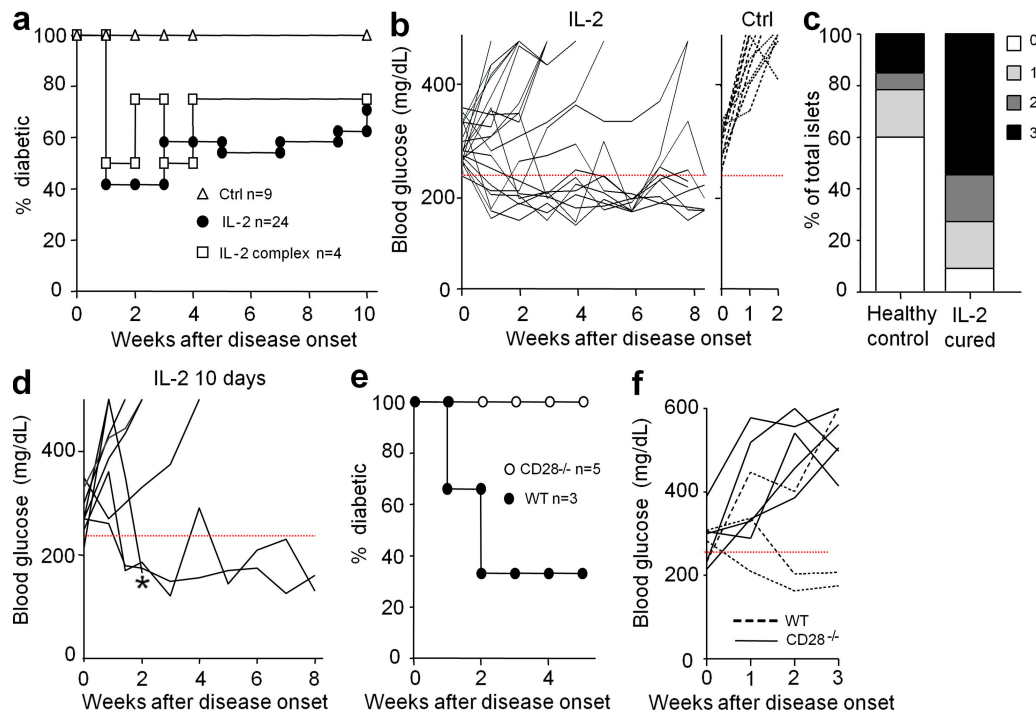 a
% diabetic
100
80
60
40
20
0
Ctrl n=9
IL-2 n=24
IL-2 complex n=4
0 2 4 6 8 10
Weeks after disease onset
b
IL-2
Ctrl
Blood glucose (mg/dL)
400
200
0
0 2 4 6 8
0 1 2
Weeks after disease onset
c
% of total islets
100
80
60
40
20
0
0
1
2
3
Healthy
control
IL-2
cured
d
IL-2 10 days
Blood glucose (mg/dL)
400
200
0
*
0 2 4 6 8
Weeks after disease onset
e
% diabetic
100
80
60
40
20
0
CD28-/- n=5
WT n=3
0 2 4
Weeks after disease onset
f
Blood glucose (mg/dL)
600
400
200
0
WT
CD28-/-
0 1 2 3
Weeks after disease onset